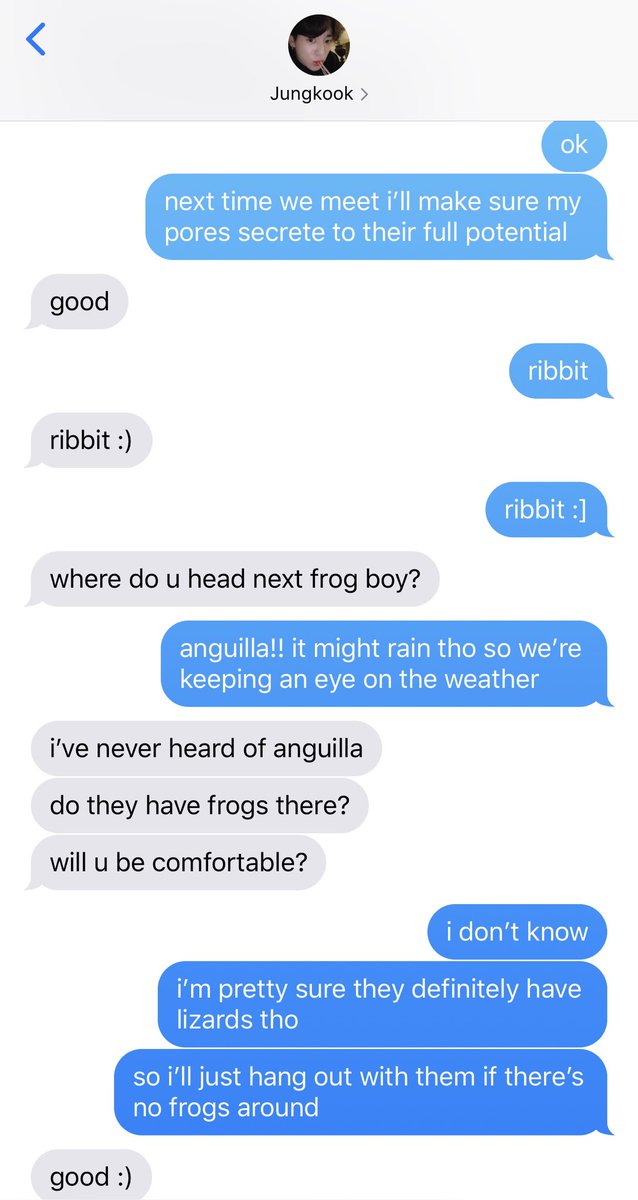 Jungkook
ok
next time we meet i’ll make sure my
pores secrete to their full potential
good
ribbit
ribbit :)
ribbit :]
where do u head next frog boy?
anguilla!! it might rain tho so we’re
keeping an eye on the weather
i’ve never heard of anguilla
do they have frogs there?
will u be comfortable?
i don’t know
i’m pretty sure they definitely have
lizards tho
so i’ll just hang out with them if there’s
no frogs around
good :)